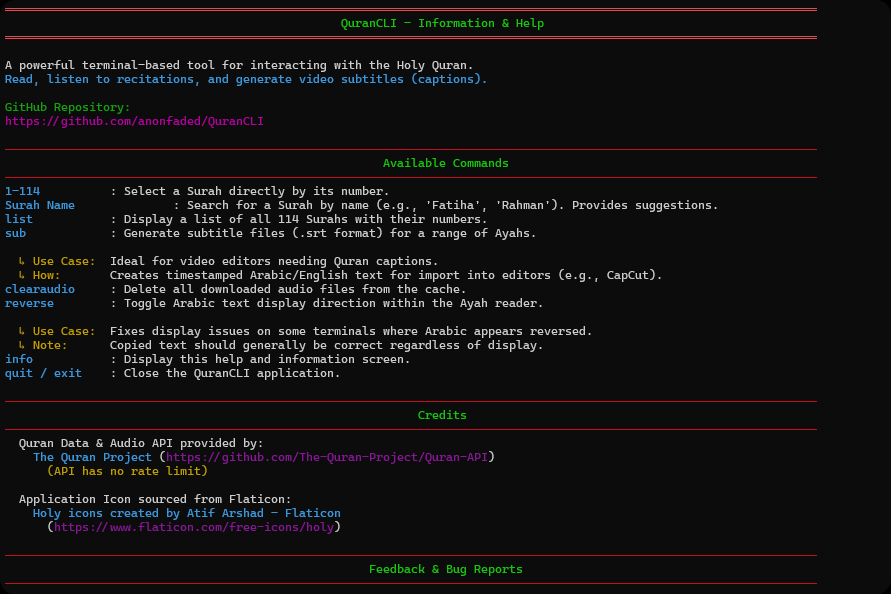 QuranCLI – Information & Help
A powerful terminal-based tool for interacting with the Holy Quran.
Read, listen to recitations, and generate video subtitles (captions).
GitHub Repository:
https://github.com/anonfaded/QuranCLI
Available Commands
1-114 : Select a Surah directly by its number.
Surah Name : Search for a Surah by name (e.g., 'Fatiha', 'Rahman'). Provides suggestions.
list : Display a list of all 114 Surahs with their numbers.
sub : Generate subtitle files (.srt format) for a range of Ayahs.
↳ Use Case: Ideal for video editors needing Quran captions.
↳ How: Creates timestamped Arabic/English text for import into editors (e.g., CapCut).
clearaudio : Delete all downloaded audio files from the cache.
reverse : Toggle Arabic text display direction within the Ayah reader.
↳ Use Case: Fixes display issues on some terminals where Arabic appears reversed.
↳ Note: Copied text should generally be correct regardless of display.
info : Display this help and information screen.
quit / exit : Close the QuranCLI application.
Credits
Quran Data & Audio API provided by:
The Quran Project (https://github.com/The-Quran-Project/Quran-API)
(API has no rate limit)
Application Icon sourced from Flaticon:
Holy icons created by Atif Arshad – Flaticon
(https://www.flaticon.com/free-icons/holy)
Feedback & Bug Reports